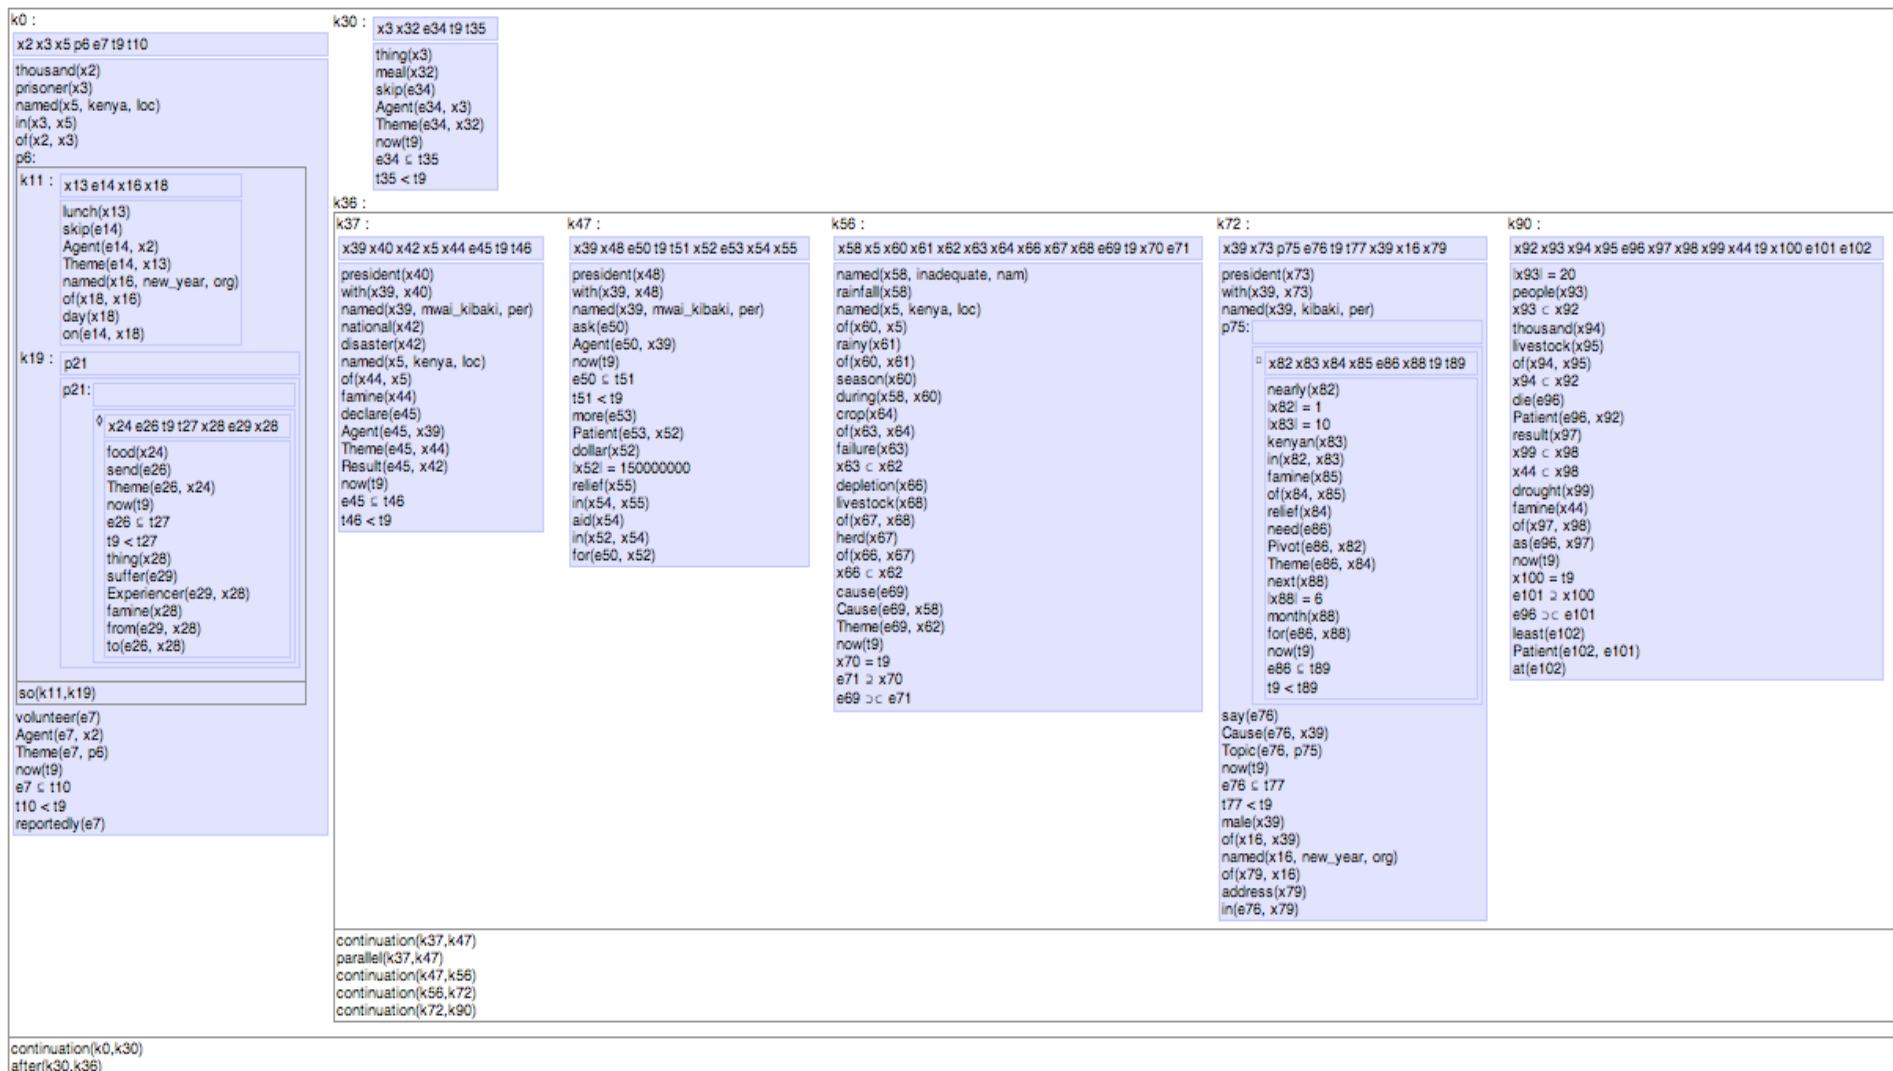 k0 :
x2 x3 x5 p6 e7 t9 t10
thousand(x2)
prisoner(x3)
named(x5, kenya, loc)
in(x3, x5)
of(x2, x3)
p6:
k11 :
x13 e14 x16 x18
lunch(x13)
skip(e14)
Agent(e14, x2)
Theme(e14, x13)
named(x16, new_year, org)
of(x18, x16)
day(x18)
on(e14, x18)
k19 :
p21
p21:
◊
x24 e26 t9 t27 x28 e29 x28
food(x24)
send(e26)
Theme(e26, x24)
now(t9)
e26 ⊆ t27
t9 < t27
thing(x28)
suffer(e29)
Experiencer(e29, x28)
famine(x28)
from(e29, x28)
to(e26, x28)
so(k11,k19)
volunteer(e7)
Agent(e7, x2)
Theme(e7, p6)
now(t9)
e7 ⊆ t10
t10 < t9
reportedly(e7)
k30 :
x3 x32 e34 t9 t35
thing(x3)
meal(x32)
skip(e34)
Agent(e34, x3)
Theme(e34, x32)
now(t9)
e34 ⊆ t35
t35 < t9
k36 :
k37 :
x39 x40 x42 x5 x44 e45 t9 t46
president(x40)
with(x39, x40)
named(x39, mwai_kibaki, per)
national(x42)
disaster(x42)
named(x5, kenya, loc)
of(x44, x5)
famine(x44)
declare(e45)
Agent(e45, x39)
Theme(e45, x44)
Result(e45, x42)
now(t9)
e45 ⊆ t46
t46 < t9
k47 :
x39 x48 e50 t9 t51 x52 e53 x54 x55
president(x48)
with(x39, x48)
named(x39, mwai_kibaki, per)
ask(e50)
Agent(e50, x39)
now(t9)
e50 ⊆ t51
t51 < t9
more(e53)
Patient(e53, x52)
dollar(x52)
|x52| = 150000000
relief(x55)
in(x54, x55)
aid(x54)
in(x52, x54)
for(e50, x52)
k56 :
x58 x5 x60 x61 x62 x63 x64 x66 x67 x68 e69 t9 x70 e71
named(x58, inadequate, nam)
rainfall(x58)
named(x5, kenya, loc)
of(x60, x5)
rainy(x61)
of(x60, x61)
season(x60)
during(x58, x60)
crop(x64)
of(x63, x64)
failure(x63)
x63 ⊂ x62
depletion(x66)
livestock(x68)
of(x67, x68)
herd(x67)
of(x66, x67)
x66 ⊂ x62
cause(e69)
Cause(e69, x58)
Theme(e69, x62)
now(t9)
x70 = t9
e71 ⊇ x70
e69 ⊃⊂ e71
k72 :
x39 x73 p75 e76 t9 t77 x39 x16 x79
president(x73)
with(x39, x73)
named(x39, kibaki, per)
p75:
□
x82 x83 x84 x85 e86 x88 t9 t89
nearly(x82)
|x82| = 1
|x83| = 10
kenyan(x83)
in(x82, x83)
famine(x85)
of(x84, x85)
relief(x84)
need(e86)
Pivot(e86, x82)
Theme(e86, x84)
next(x88)
|x88| = 6
month(x88)
for(e86, x88)
now(t9)
e86 ⊆ t89
t9 < t89
say(e76)
Cause(e76, x39)
Topic(e76, p75)
now(t9)
e76 ⊆ t77
t77 < t9
male(x39)
of(x16, x39)
named(x16, new_year, org)
of(x79, x16)
address(x79)
in(e76, x79)
k90 :
x92 x93 x94 x95 e96 x97 x98 x99 x44 t9 x100 e101 e102
|x93| = 20
people(x93)
x93 ⊂ x92
thousand(x94)
livestock(x95)
of(x94, x95)
x94 ⊂ x92
die(e96)
Patient(e96, x92)
result(x97)
x99 ⊂ x98
x44 ⊂ x98
drought(x99)
famine(x44)
of(x97, x98)
as(e96, x97)
now(t9)
x100 = t9
e101 ⊇ x100
e96 ⊃⊂ e101
least(e102)
Patient(e102, e101)
at(e102)
continuation(k37,k47)
parallel(k37,k47)
continuation(k47,k56)
continuation(k56,k72)
continuation(k72,k90)
continuation(k0,k30)
after(k30,k36)